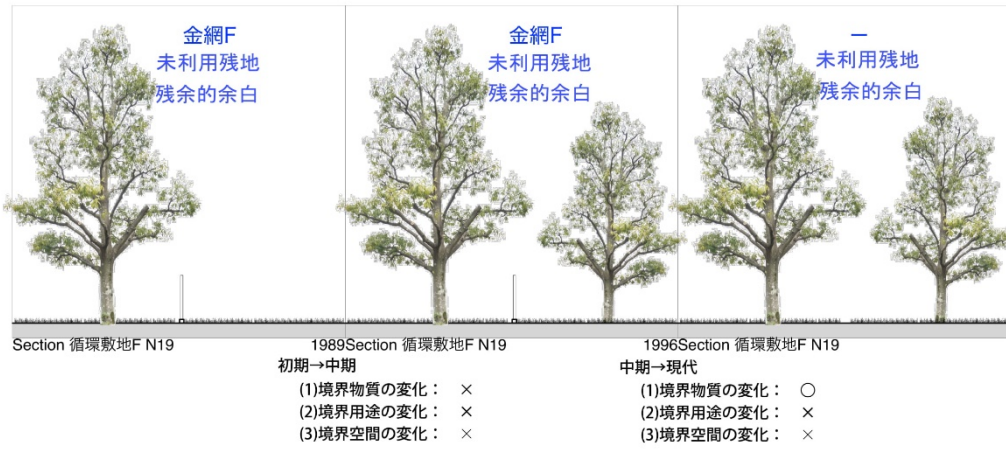 金網F
未利用残地
残余的余白
金網F
未利用残地
残余的余白
ー
未利用残地
残余的余白
Section 循環敷地F N19
1989Section 循環敷地F N19
1996Section 循環敷地F N19
初期→中期
(1)境界物質の変化： ×
(2)境界用途の変化： ×
(3)境界空間の変化： ×
中期→現代
(1)境界物質の変化： ○
(2)境界用途の変化： ×
(3)境界空間の変化： ×